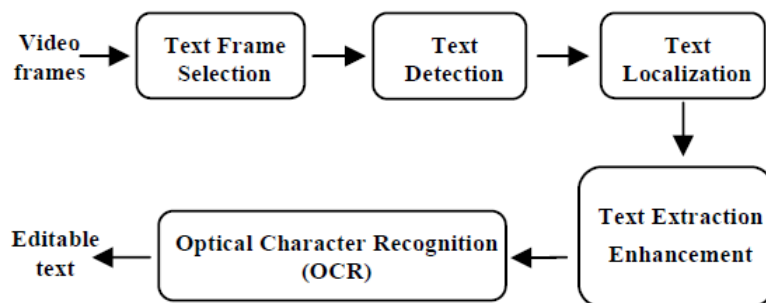 Video
frames
Text Frame
Selection
Text
Detection
Text
Localization
Text Extraction
Enhancement
Optical Character Recognition
(OCR)
Editable
text